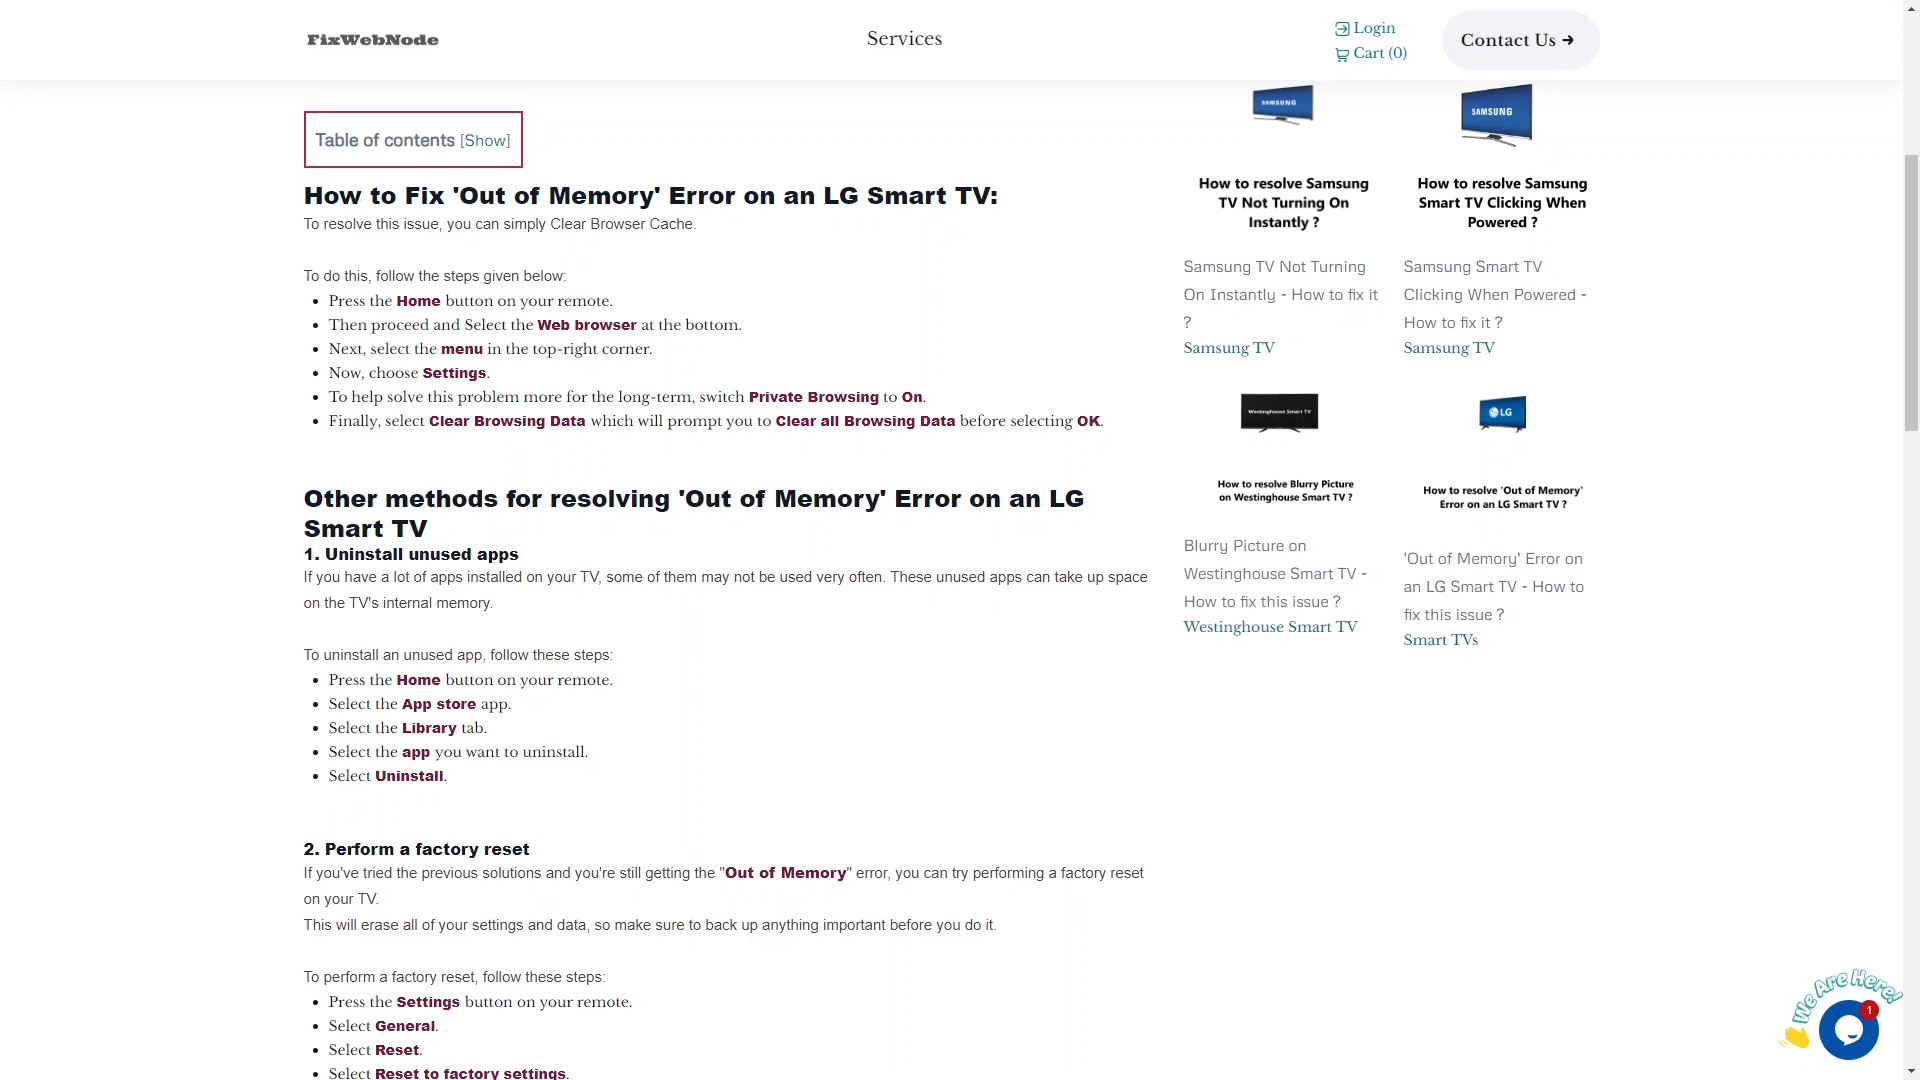 FixWebNode
Services
Login
Cart (0)
Contact Us ➜
Table of contents [Show]
How to Fix 'Out of Memory' Error on an LG Smart TV:
To resolve this issue, you can simply Clear Browser Cache.
To do this, follow the steps given below:
• Press the Home button on your remote.
• Then proceed and Select the Web browser at the bottom.
• Next, select the menu in the top-right corner.
• Now, choose Settings.
• To help solve this problem more for the long-term, switch Private Browsing to On.
• Finally, select Clear Browsing Data which will prompt you to Clear all Browsing Data before selecting OK.
Other methods for resolving 'Out of Memory' Error on an LG
Smart TV
1. Uninstall unused apps
If you have a lot of apps installed on your TV, some of them may not be used very often. These unused apps can take up space
on the TV's internal memory.
To uninstall an unused app, follow these steps:
• Press the Home button on your remote.
• Select the App store app.
• Select the Library tab.
• Select the app you want to uninstall.
• Select Uninstall.
2. Perform a factory reset
If you've tried the previous solutions and you're still getting the "Out of Memory" error, you can try performing a factory reset
on your TV.
This will erase all of your settings and data, so make sure to back up anything important before you do it.
To perform a factory reset, follow these steps:
• Press the Settings button on your remote.
• Select General.
• Select Reset.
• Select Reset to factory settings.
SAMSUNG
How to resolve Samsung
TV Not Turning On
Instantly ?
Samsung TV Not Turning
On Instantly - How to fix it
?
Samsung TV
SAMSUNG
How to resolve Samsung
Smart TV Clicking When
Powered ?
Samsung Smart TV
Clicking When Powered -
How to fix it ?
Samsung TV
Westinghouse Smart TV
How to resolve Blurry Picture
on Westinghouse Smart TV ?
Blurry Picture on
Westinghouse Smart TV -
How to fix this issue ?
Westinghouse Smart TV
LG
How to resolve 'Out of Memory'
Error on an LG Smart TV ?
'Out of Memory' Error on
an LG Smart TV - How to
fix this issue ?
Smart TVs
We Are Here!
1